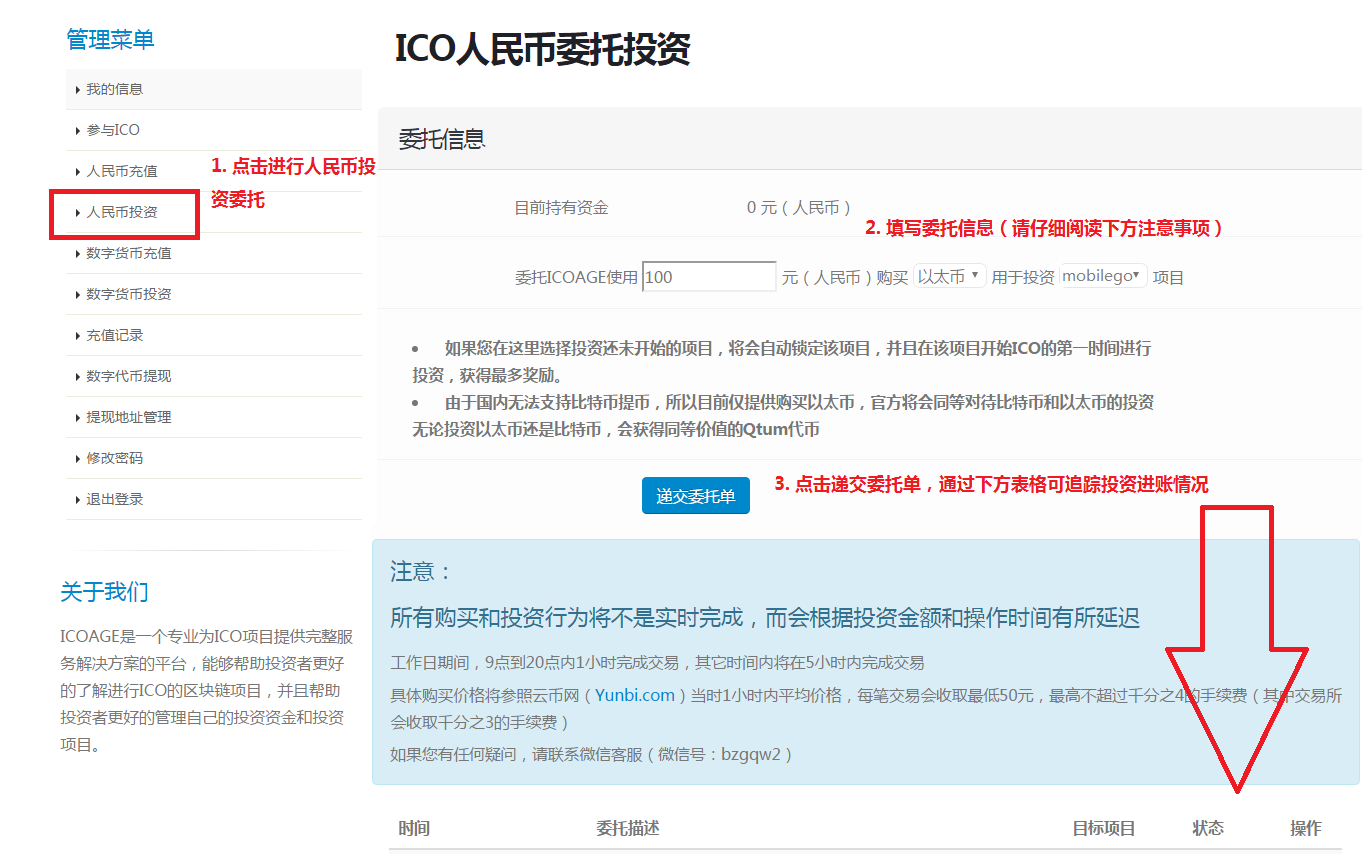 管理菜单
我的信息
参与ICO
人民币充值
人民币投资
数字货币充值
数字货币投资
充值记录
数字代币提现
提现地址管理
修改密码
退出登录
1. 点击进行人民币投
资委托
关于我们
ICOAGE是一个专业为ICO项目提供完整服
务解决方案的平台，能够帮助投资者更好
的了解进行ICO的区块链项目，并且帮助
投资者更好的管理自己的投资资金和投资
项目。
ICO人民币委托投资
委托信息
目前持有资金 0 元（人民币）
2. 填写委托信息（请仔细阅读下方注意事项）
委托ICOAGE使用 100 元（人民币）购买 以太币 用于投资 mobilego 项目
如果您在这里选择投资还未开始的项目，将会自动锁定该项目，并且在该项目开始ICO的第一时间进行
投资，获得最多奖励。
由于国内无法支持比特币提币，所以目前仅提供购买以太币，官方将会同等对待比特币和以太币的投资
无论投资以太币还是比特币，会获得同等价值的Qtum代币
递交委托单
3. 点击递交委托单，通过下方表格可追踪投资进账情况
注意：
所有购买和投资行为将不是实时完成，而会根据投资金额和操作时间有所延迟
工作日期间，9点到20点内1小时完成交易，其它时间内将在5小时内完成交易
具体购买价格将参照云币网（Yunbi.com）当时1小时内平均价格，每笔交易会收取最低50元，最高不超过千分之4的手续费（其中交易所
会收取千分之3的手续费）
如果您有任何疑问，请联系微信客服（微信号：bzgqw2）
时间 委托描述 目标项目 状态 操作